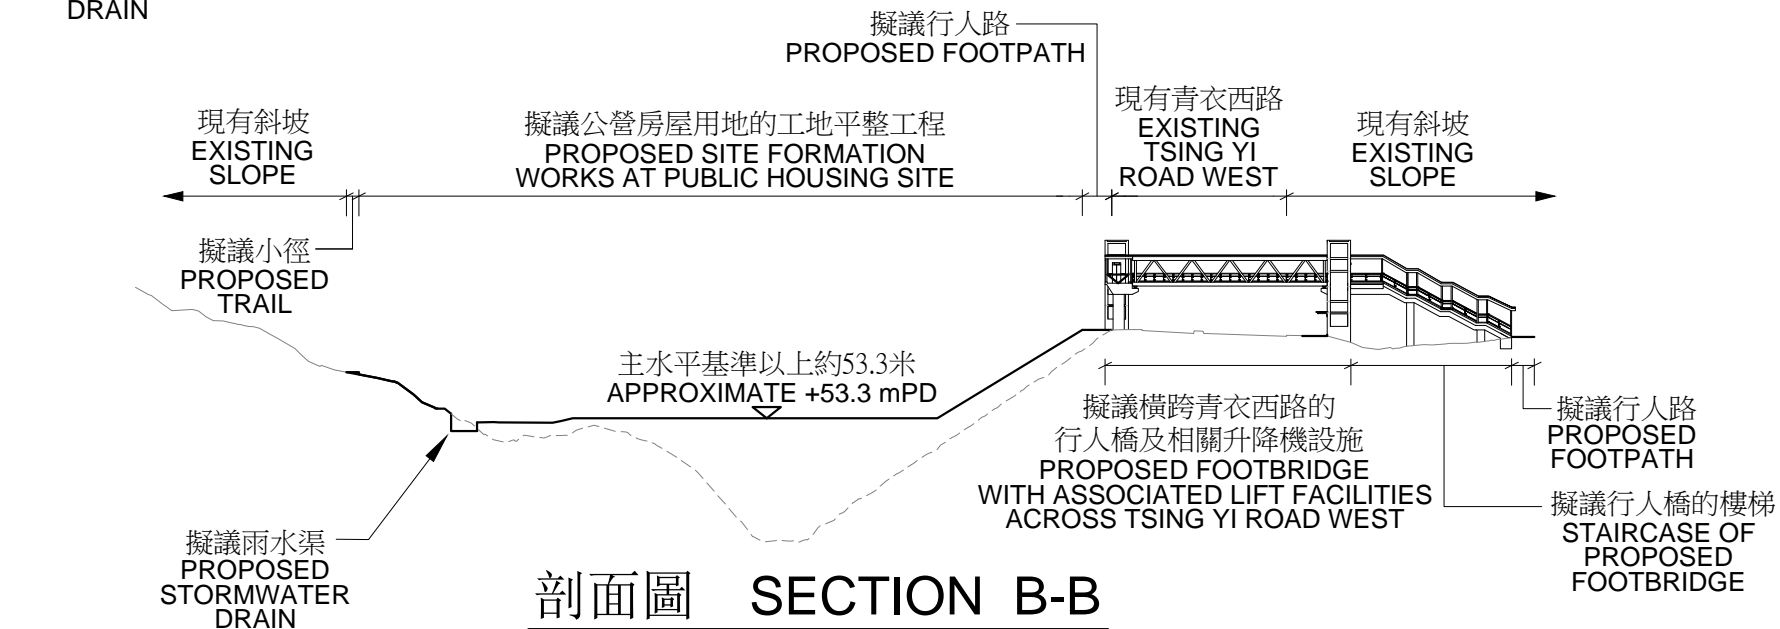 DRAIN
擬議行人路
PROPOSED FOOTPATH
現有斜坡
EXISTING
SLOPE
擬議公營房屋用地的工地平整工程
PROPOSED SITE FORMATION
WORKS AT PUBLIC HOUSING SITE
現有青衣西路
EXISTING
TSING YI
ROAD WEST
現有斜坡
EXISTING
SLOPE
擬議小徑
PROPOSED
TRAIL
主水平基準以上約53.3米
APPROXIMATE +53.3 mPD
擬議橫跨青衣西路的
行人橋及相關升降機設施
PROPOSED FOOTBRIDGE
WITH ASSOCIATED LIFT FACILITIES
ACROSS TSING YI ROAD WEST
擬議行人路
PROPOSED
FOOTPATH
擬議行人橋的樓梯
STAIRCASE OF
PROPOSED
FOOTBRIDGE
擬議雨水渠
PROPOSED
STORMWATER
DRAIN
剖面圖 SECTION B-B